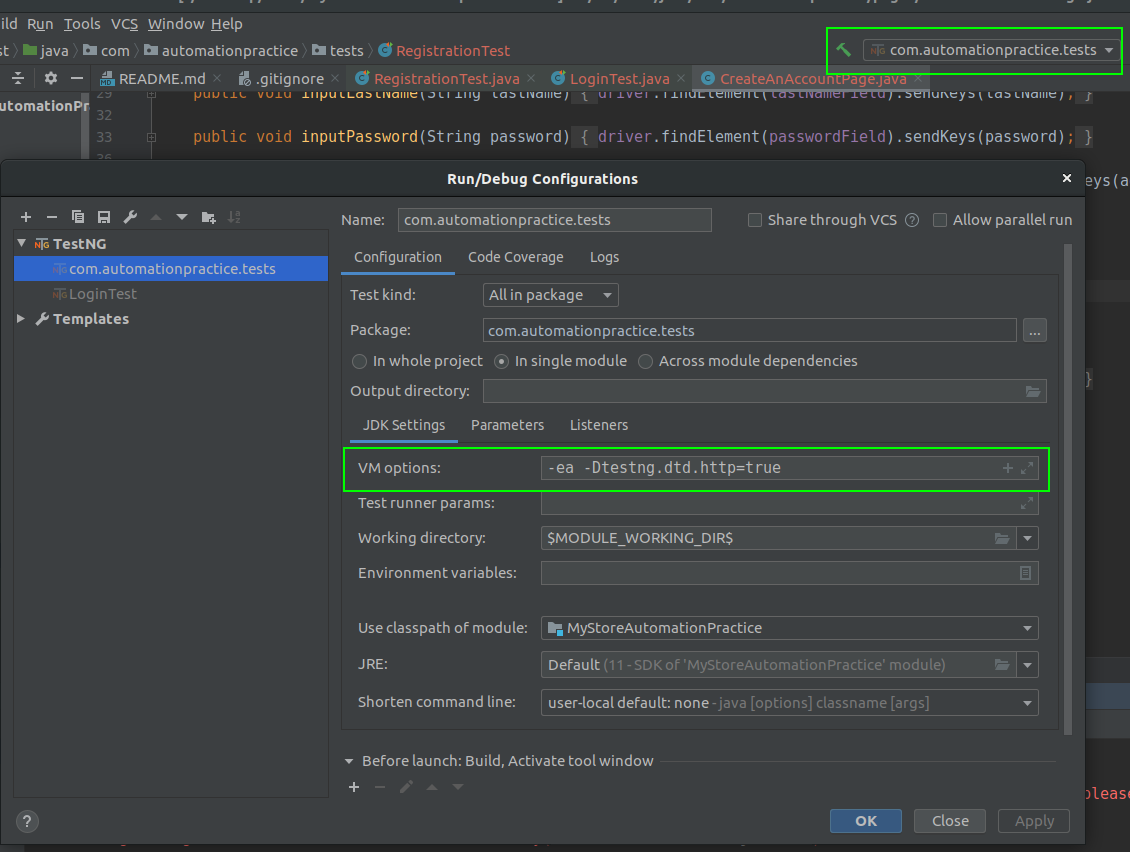 ild Run Tools VCS Window Help
st java com automationpractice tests RegistrationTest
com.automationpractice.tests
README.md .gitignore RegistrationTest.java LoginTest.java CreateAnAccountPage.java
utomationPr
29 public void inputLastName(String lastName) { driver.findElement(lastNameField).sendKeys(lastName); }
32
33 public void inputPassword(String password) { driver.findElement(passwordField).sendKeys(password); }
36
eys(a
Run/Debug Configurations
Name: com.automationpractice.tests Share through VCS ? Allow parallel run
TestNG
com.automationpractice.tests
LoginTest
Templates
Configuration Code Coverage Logs
Test kind: All in package
Package: com.automationpractice.tests ...
In whole project In single module Across module dependencies
}
Output directory:
JDK Settings Parameters Listeners
VM options: -ea -Dtestng.dtd.http=true
Test runner params:
Working directory: $MODULE_WORKING_DIR$
Environment variables:
Use classpath of module: MyStoreAutomationPractice
JRE: Default (11 - SDK of 'MyStoreAutomationPractice' module)
Shorten command line: user-local default: none - java [options] classname [args]
Before launch: Build, Activate tool window
please
? OK Close Apply